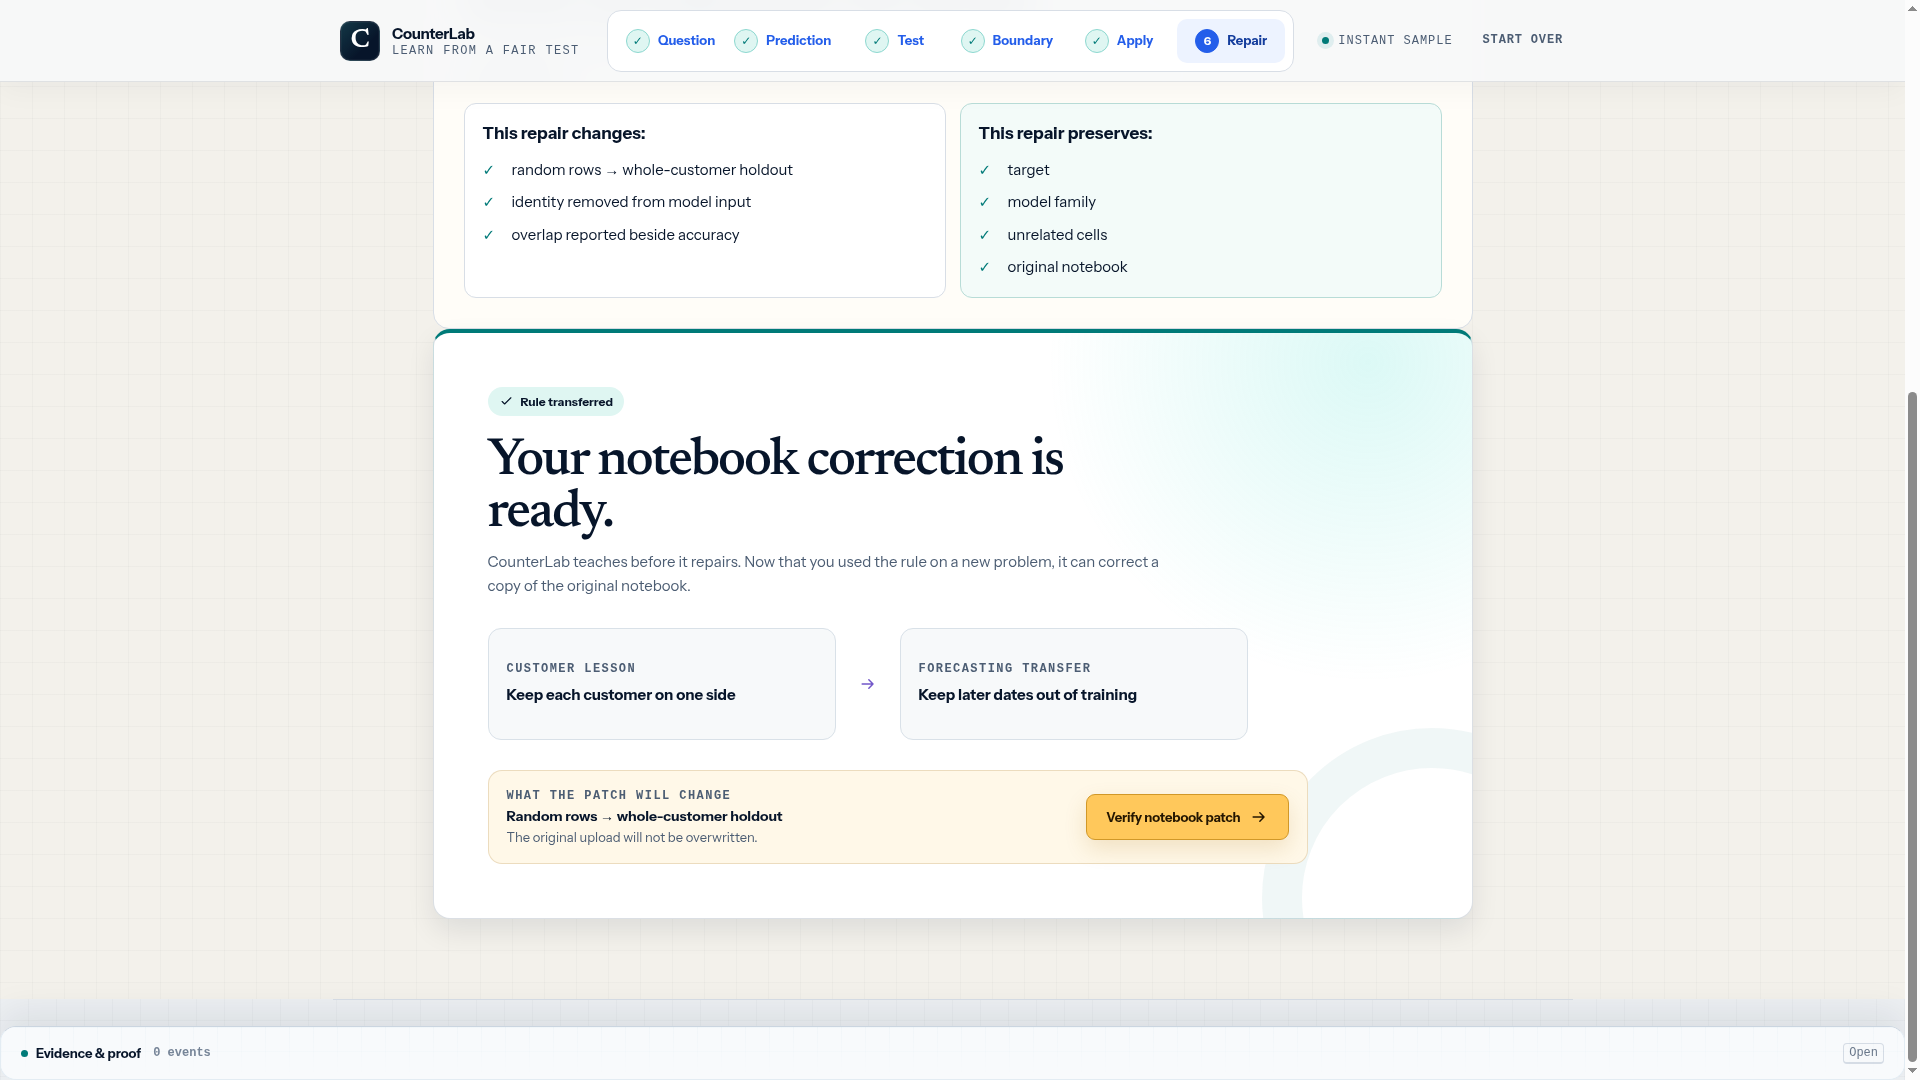 C
CounterLab
LEARN FROM A FAIR TEST
✓ Question
✓ Prediction
✓ Test
✓ Boundary
✓ Apply
6 Repair
INSTANT SAMPLE
START OVER
This repair changes:
✓ random rows → whole-customer holdout
✓ identity removed from model input
✓ overlap reported beside accuracy
This repair preserves:
✓ target
✓ model family
✓ unrelated cells
✓ original notebook
✓ Rule transferred
Your notebook correction is
ready.
CounterLab teaches before it repairs. Now that you used the rule on a new problem, it can correct a
copy of the original notebook.
CUSTOMER LESSON
Keep each customer on one side
→
FORECASTING TRANSFER
Keep later dates out of training
WHAT THE PATCH WILL CHANGE
Random rows → whole-customer holdout
The original upload will not be overwritten.
Verify notebook patch →
Evidence & proof 0 events
Open